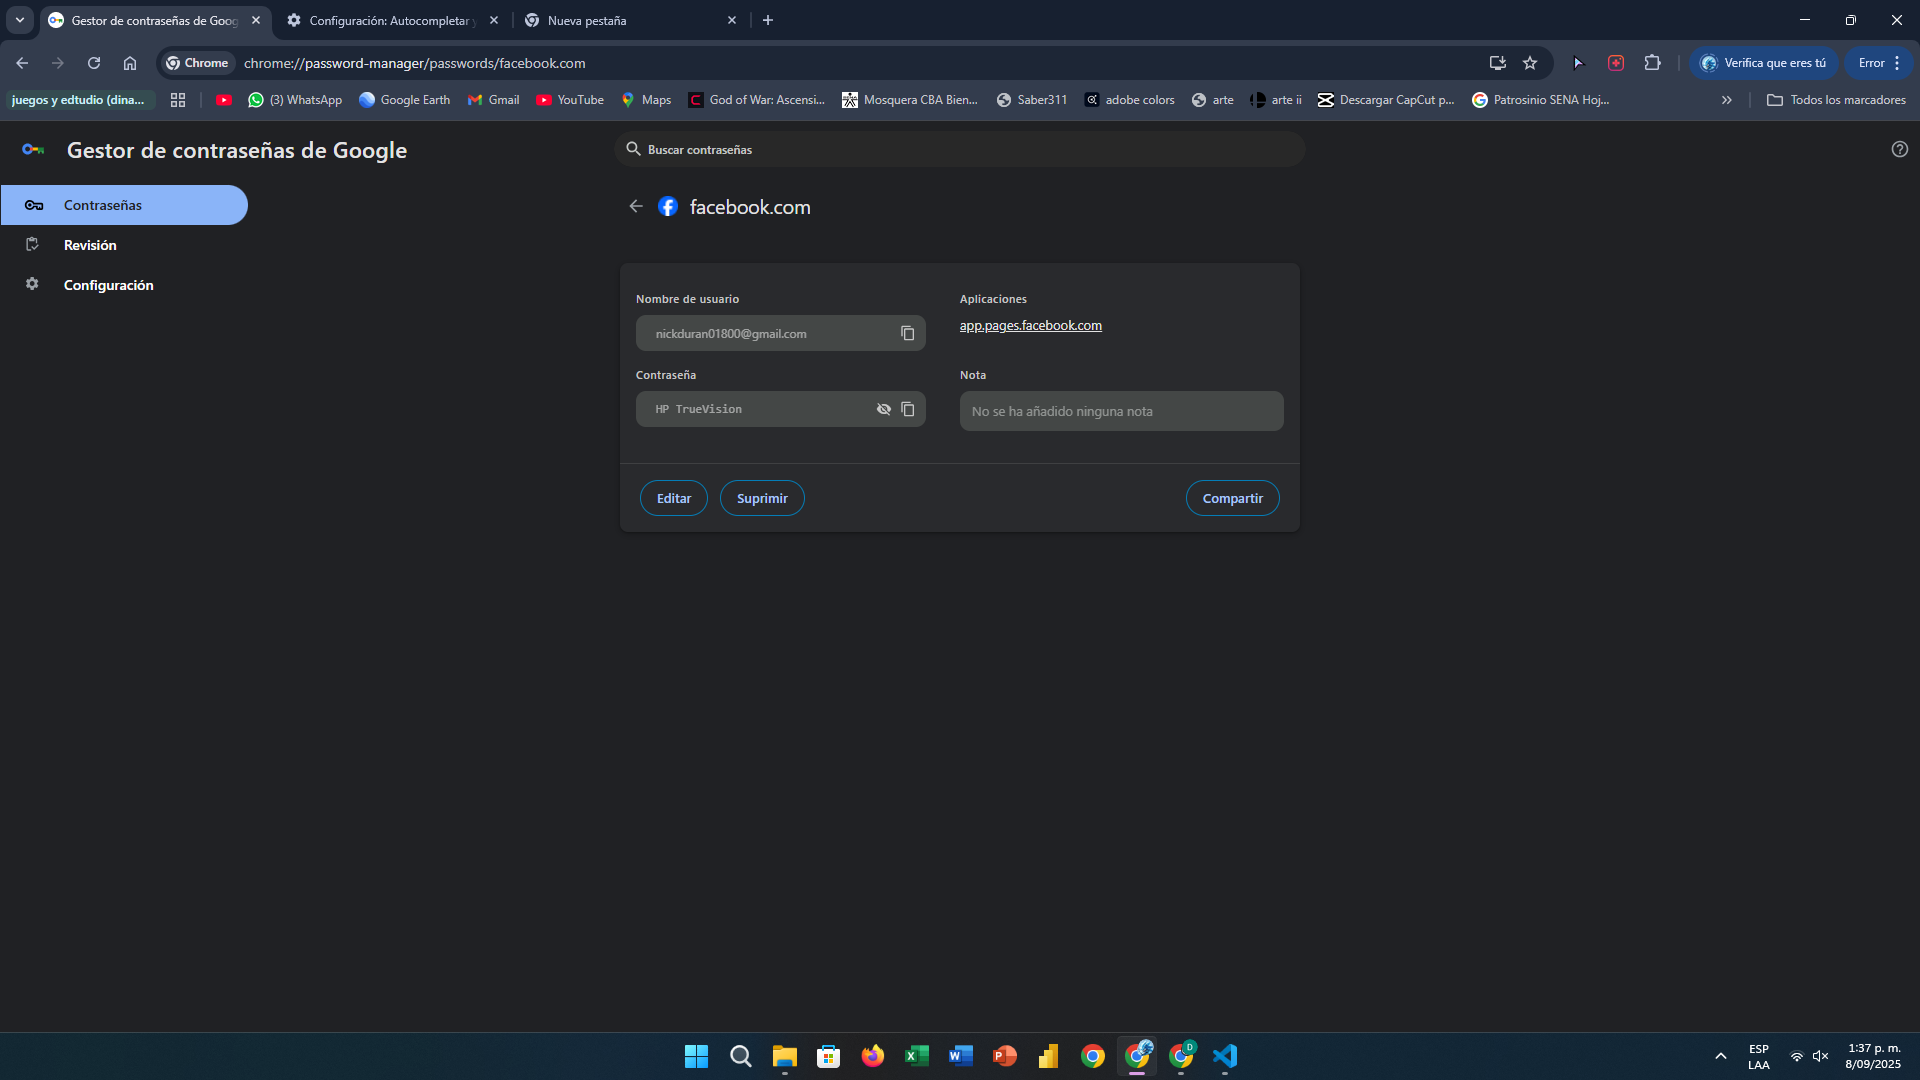 Gestor de contraseñas de Goog
Configuración: Autocompletar y
Nueva pestaña
Chrome
chrome://password-manager/passwords/facebook.com
Verifica que eres tú
Error
juegos y edtudio (dina...
(3) WhatsApp
Google Earth
Gmail
YouTube
Maps
God of War: Ascensi...
Mosquera CBA Bien...
Saber311
adobe colors
arte
arte ii
Descargar CapCut p...
Patrosinio SENA Hoj...
Todos los marcadores
Gestor de contraseñas de Google
Buscar contraseñas
Contraseñas
Revisión
Configuración
facebook.com
Nombre de usuario
Aplicaciones
nickduran01800@gmail.com
app.pages.facebook.com
Contraseña
Nota
HP TrueVision
No se ha añadido ninguna nota
Editar
Suprimir
Compartir
ESP
LAA
1:37 p. m.
8/09/2025